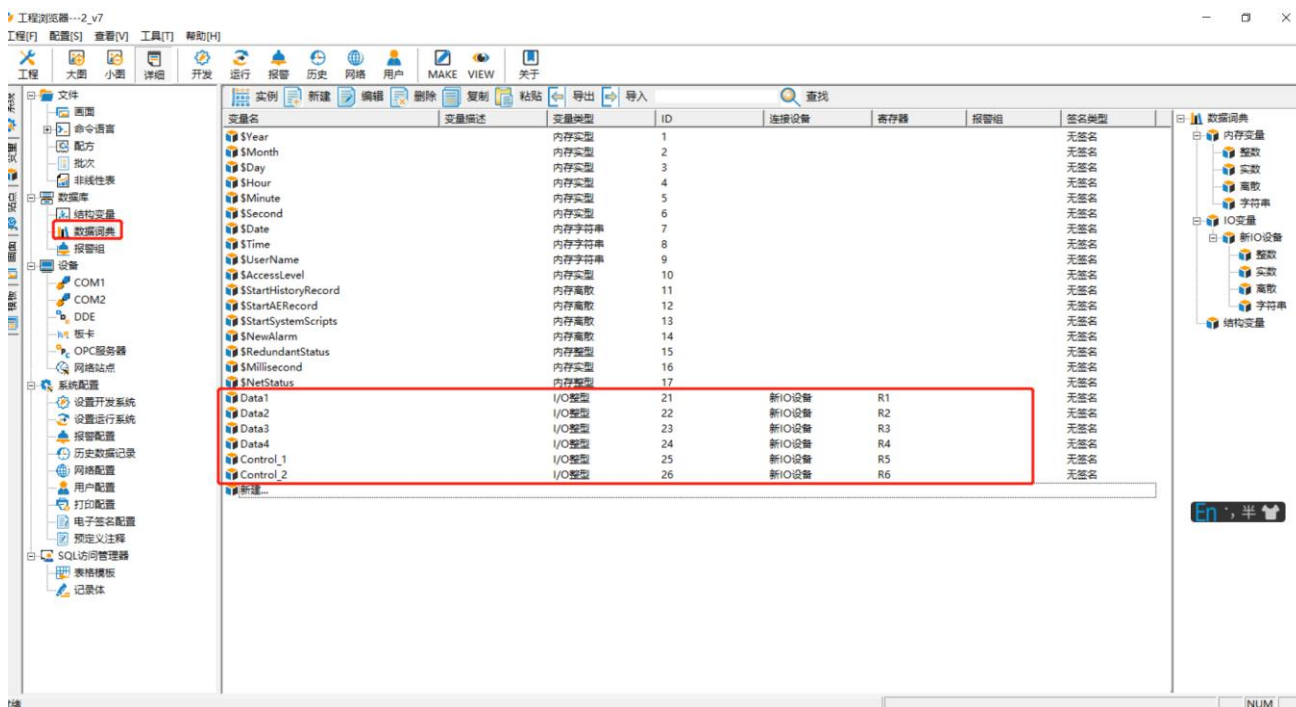 工程浏览器---2_v7
工程[F] 配置[S] 查看[V] 工具[T] 帮助[H]
工程 大图 小图 详细 开发 运行 报警 历史 网络 用户 MAKE VIEW 关于
实例 新建 编辑 删除 复制 粘贴 导出 导入 查找
文件
画面
命令语言
配方
批次
非线性表
数据库
结构变量
数据词典
报警组
设备
COM1
COM2
DDE
板卡
OPC服务器
网络站点
系统配置
设置开发系统
设置运行系统
报警配置
历史数据记录
网络配置
用户配置
打印配置
电子签名配置
预定义注释
SQL访问管理器
表格模板
记录体
变量名 变量描述 变量类型 ID 连接设备 寄存器 报警组 签名类型
$Year 内存实型 1 无签名
$Month 内存实型 2 无签名
$Day 内存实型 3 无签名
$Hour 内存实型 4 无签名
$Minute 内存实型 5 无签名
$Second 内存实型 6 无签名
$Date 内存字符串 7 无签名
$Time 内存字符串 8 无签名
$UserName 内存字符串 9 无签名
$AccessLevel 内存实型 10 无签名
$StartHistoryRecord 内存离散 11 无签名
$StartAERecord 内存离散 12 无签名
$StartSystemScripts 内存离散 13 无签名
$NewAlarm 内存离散 14 无签名
$RedundantStatus 内存整型 15 无签名
$Millisecond 内存实型 16 无签名
$NetStatus 内存整型 17 无签名
Data1 I/O整型 21 新IO设备 R1 无签名
Data2 I/O整型 22 新IO设备 R2 无签名
Data3 I/O整型 23 新IO设备 R3 无签名
Data4 I/O整型 24 新IO设备 R4 无签名
Control_1 I/O整型 25 新IO设备 R5 无签名
Control_2 I/O整型 26 新IO设备 R6 无签名
新建...
数据词典
内存变量
整数
实数
离散
字符串
IO变量
新IO设备
整数
实数
离散
字符串
结构变量
En 半
NUM